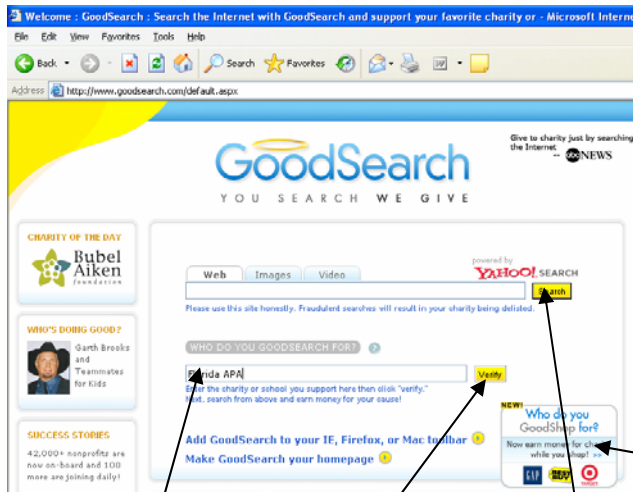 Welcome : GoodSearch : Search the Internet with GoodSearch and support your favorite charity or - Microsoft Intern
File Edit View Favorites Tools Help
Back Search Favorites
Address http://www.goodsearch.com/default.aspx
Give to charity just by searching
the Internet
-- abc NEWS
GoodSearch
YOU SEARCH WE GIVE
CHARITY OF THE DAY
Bubel
Aiken
foundation
powered by
Web Images Video
YAHOO! SEARCH
Search
Please use this site honestly. Fraudulent searches will result in your charity being delisted.
WHO'S DOING GOOD?
Garth Brooks
and
Teammates
for Kids
WHO DO YOU GOODSEARCH FOR? ?
Florida APA
Verify
Enter the charity or school you support here then click "verify."
Next, search from above and earn money for your cause!
NEW!
Who do you
GoodShop for?
Now earn money for charity
while you shop! >>
GAP BEST BUY TARGET
SUCCESS STORIES
42,000+ nonprofits are
now on-board and 100
more are joining daily!
Add GoodSearch to your IE, Firefox, or Mac toolbar
Make GoodSearch your homepage